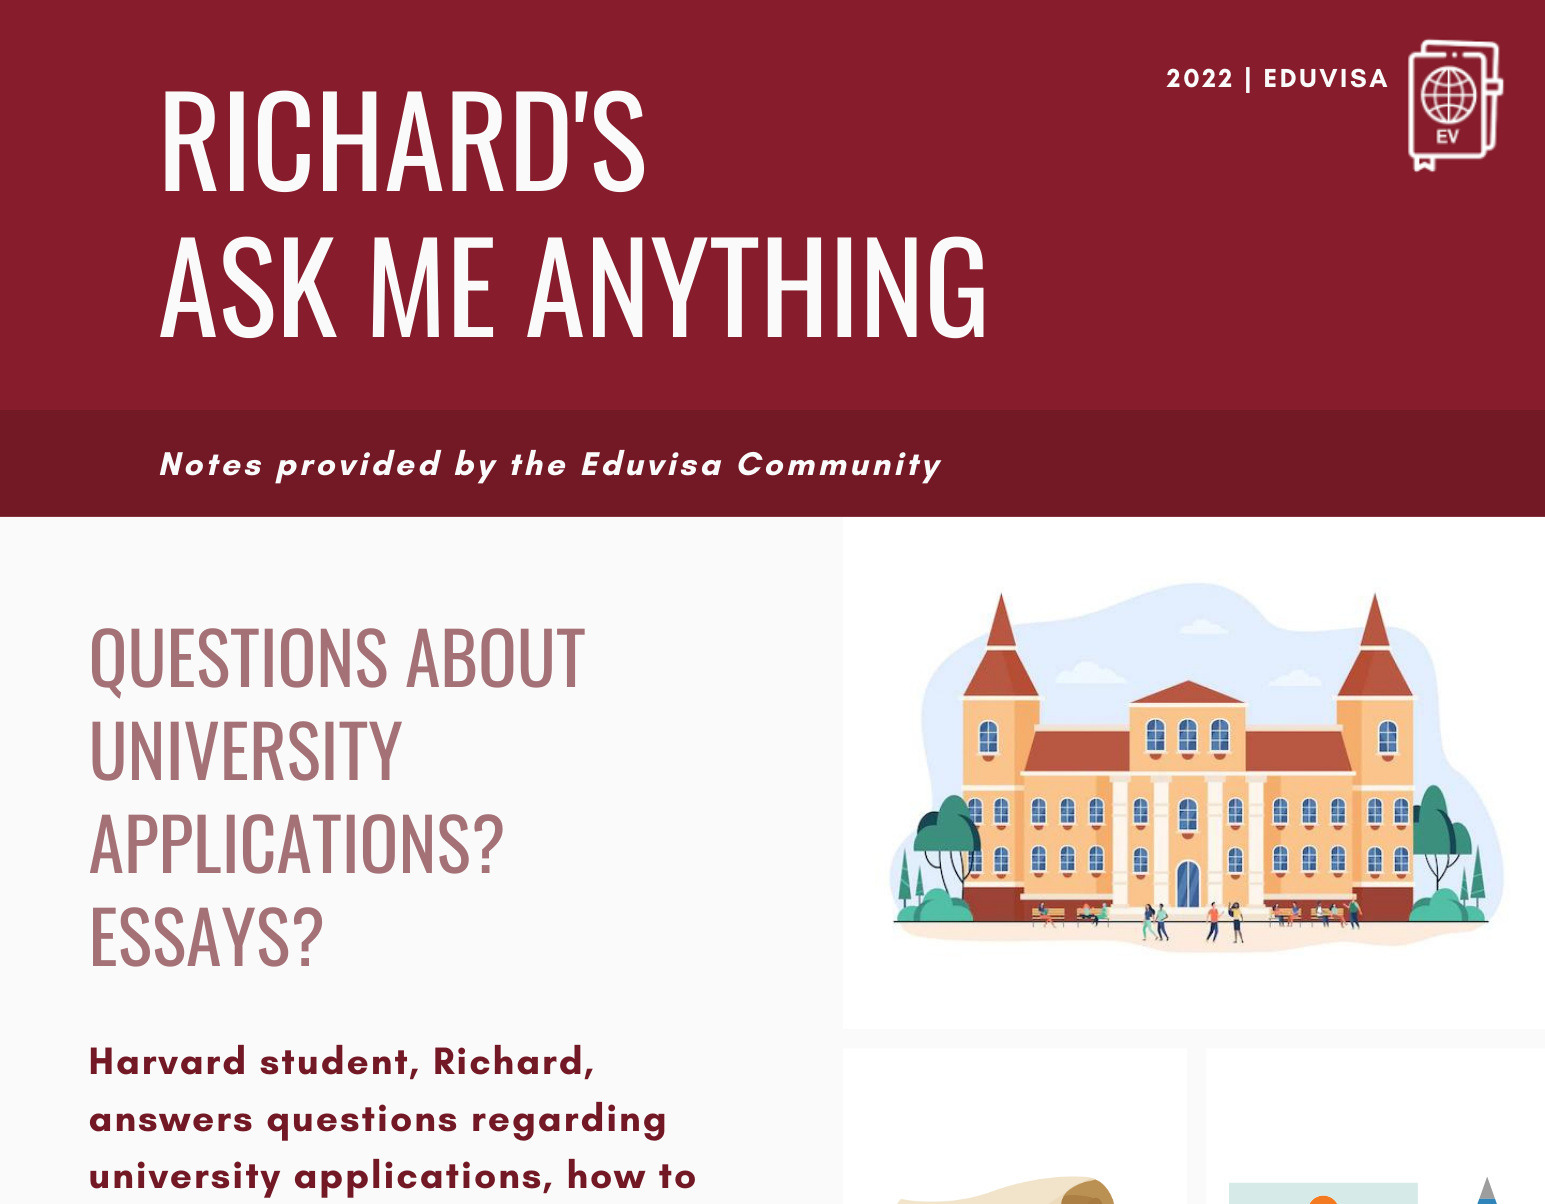 2022 | EDUVISA
EV
RICHARD'S
ASK ME ANYTHING
Notes provided by the Eduvisa Community
QUESTIONS ABOUT
UNIVERSITY
APPLICATIONS?
ESSAYS?
Harvard student, Richard,
answers questions regarding
university applications, how to